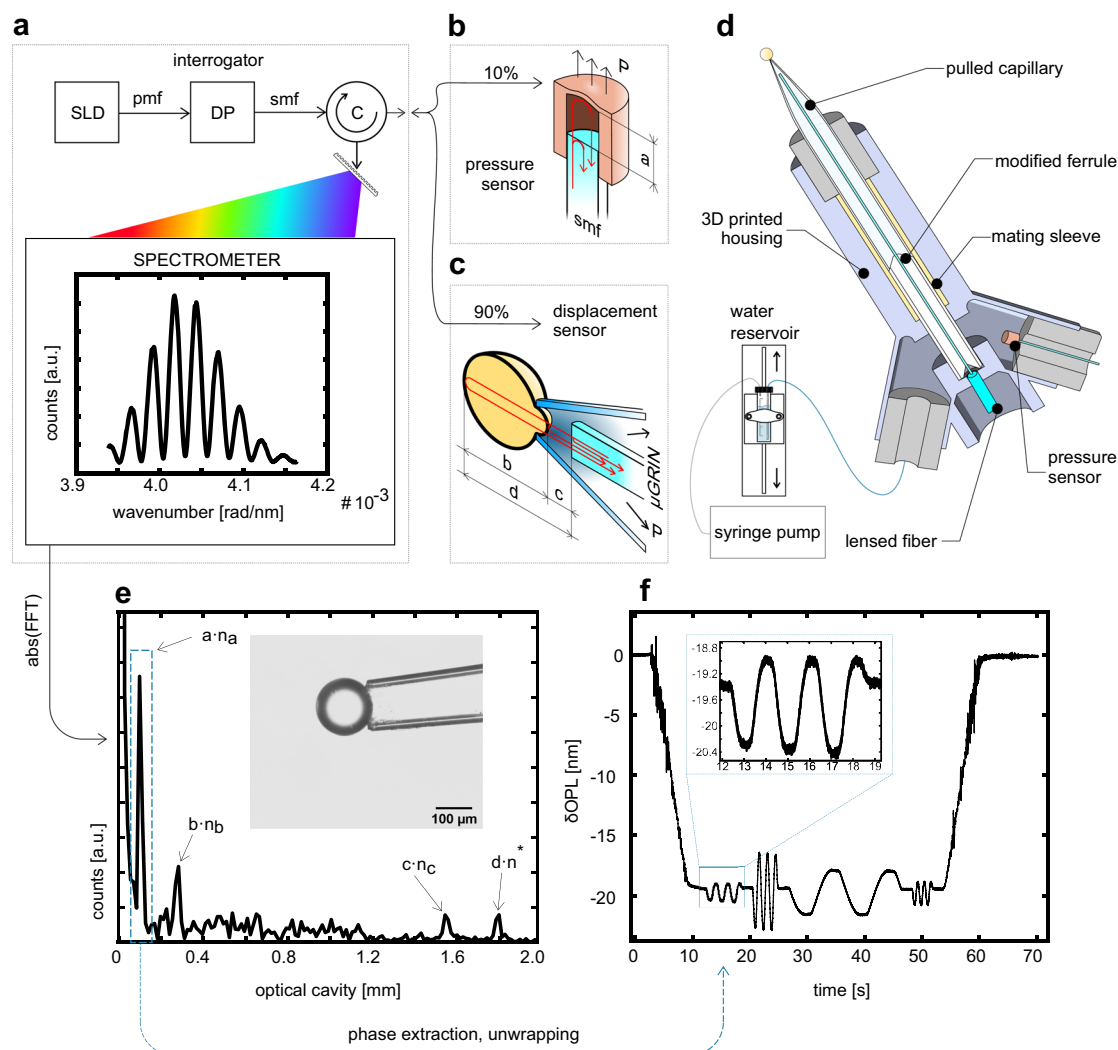 a
interrogator
SLD
pmf
DP
smf
C
SPECTROMETER
counts [a.u.]
3.9
4.0
4.1
4.2
#10⁻³
wavenumber [rad/nm]
b
10%
P
a
pressure
sensor
smf
c
90%
displacement
sensor
b
d
c
μGRIN
P
d
pulled capillary
modified ferrule
3D printed
housing
mating sleeve
water
reservoir
pressure
sensor
syringe pump
lensed fiber
abs(FFT)
e
a·nₐ
b·n_b
c·n_c
d·n*
100 μm
counts [a.u.]
0 0.4 0.8 1.2 1.6 2.0
optical cavity [mm]
f
δOPL [nm]
0
-5
-10
-15
-20
-18.8
-19.2
-19.6
-20
-20.4
12 13 14 15 16 17 18 19
0 10 20 30 40 50 60 70
time [s]
phase extraction, unwrapping